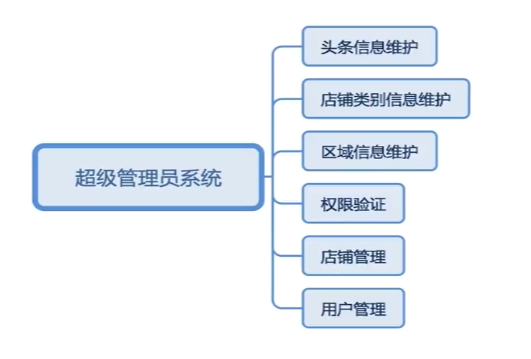 头条信息维护
店铺类别信息维护
区域信息维护
超级管理员系统
权限验证
店铺管理
用户管理